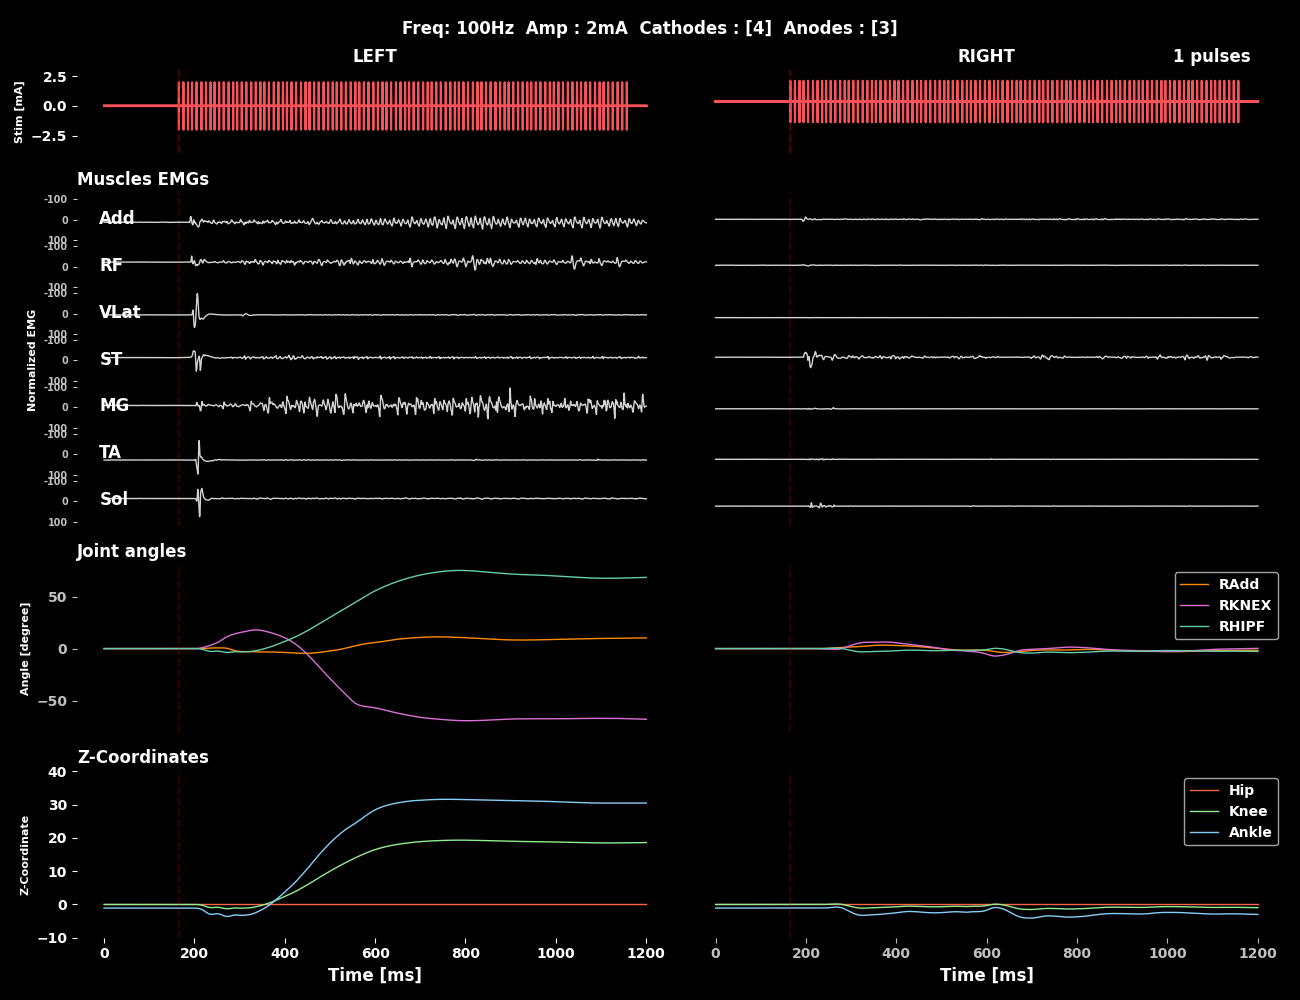 Freq: 100Hz  Amp : 2mA  Cathodes : [4]  Anodes : [3]
LEFT
RIGHT
1 pulses
Stim [mA]
2.5
0.0
−2.5
Muscles EMGs
Normalized EMG
-100
0
100
Add
-100
0
100
RF
-100
0
100
VLat
-100
0
100
ST
-100
0
100
MG
-100
0
100
TA
-100
0
100
Sol
Joint angles
Angle [degree]
50
0
−50
RAdd
RKNEX
RHIPF
Z-Coordinates
Z-Coordinate
40
30
20
10
0
−10
Hip
Knee
Ankle
0 200 400 600 800 1000 1200
0 200 400 600 800 1000 1200
Time [ms]
Time [ms]